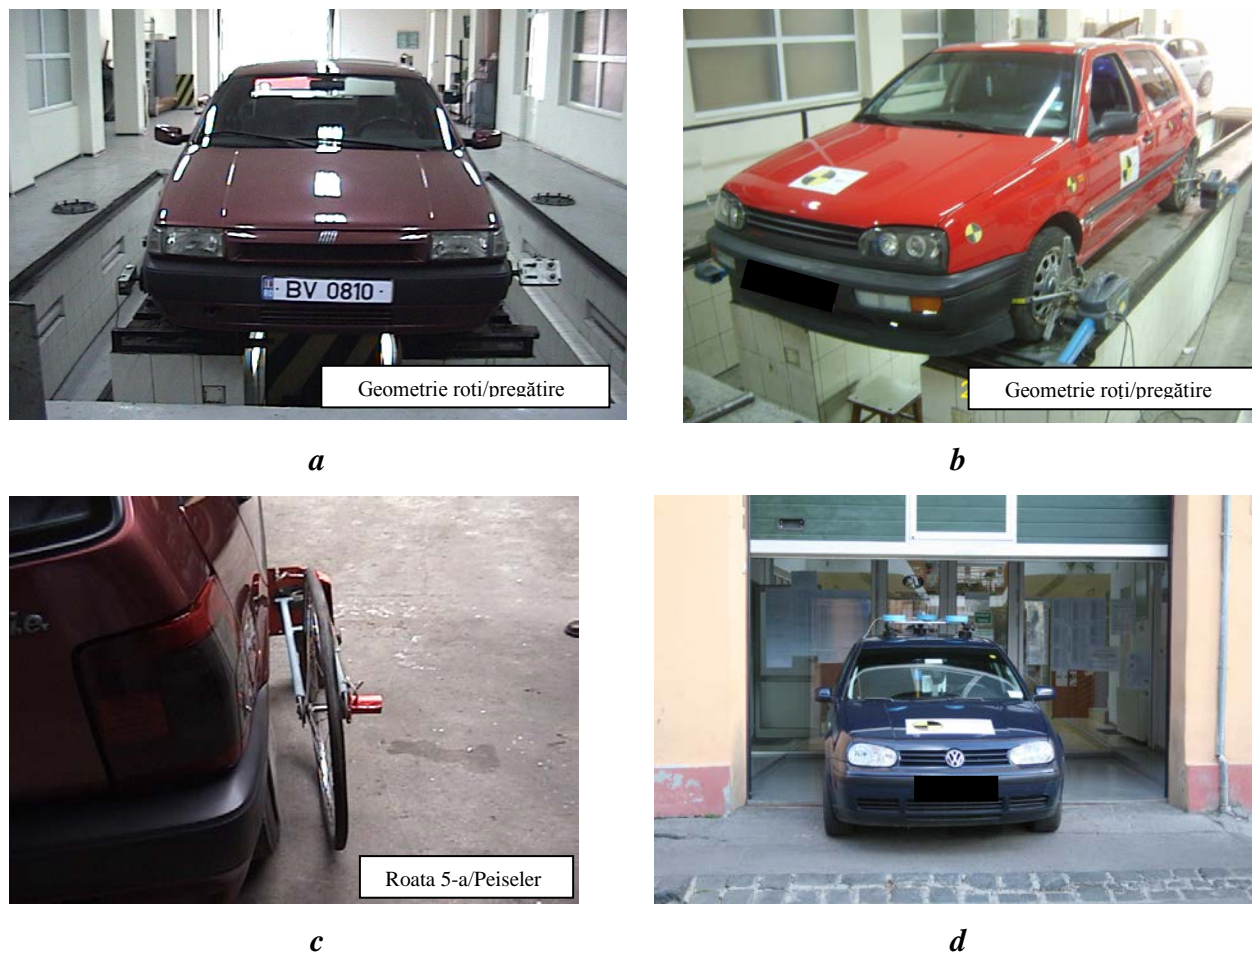 BV 0810
Geometrie roti/pregătire
Geometrie roți/pregătire
a
b
Roata 5-a/Peiseler
c
d